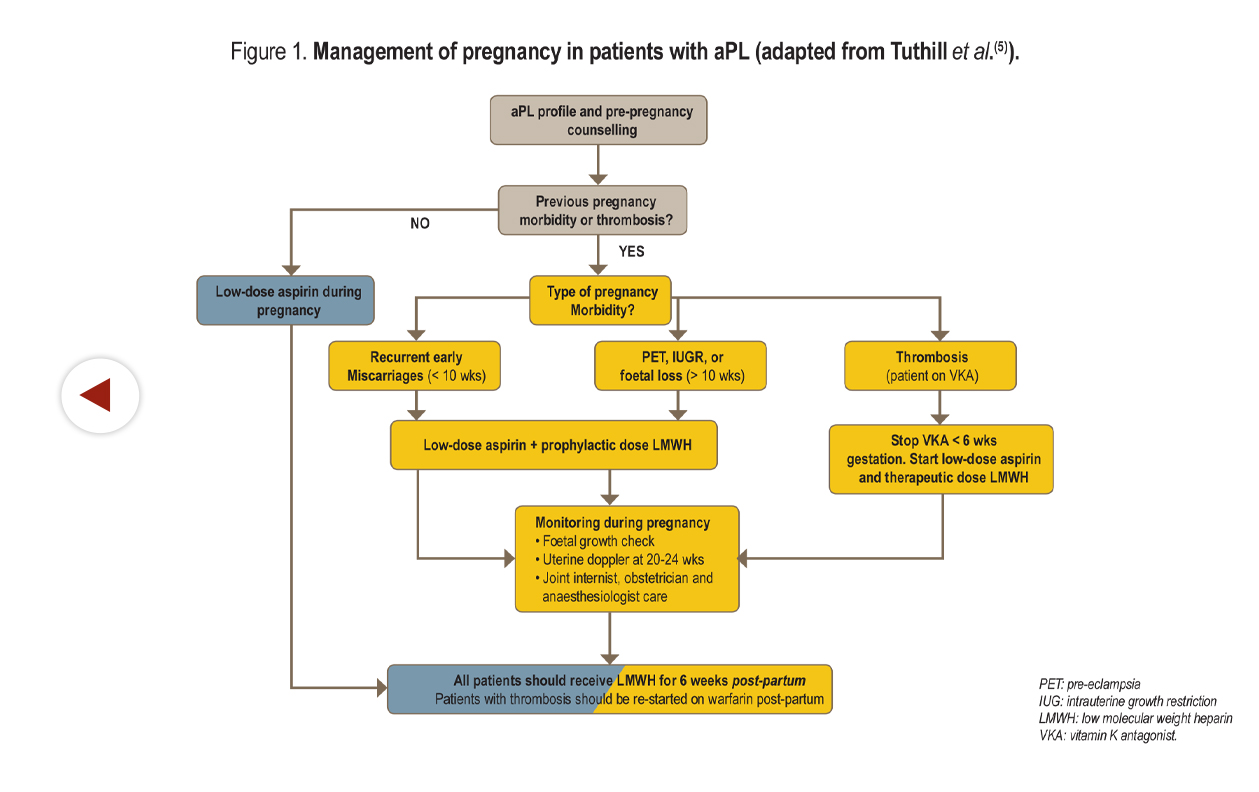 Figure 1. Management of pregnancy in patients with aPL (adapted from Tuthill et al.(5)).
aPL profile and pre-pregnancy
counselling
Previous pregnancy
morbidity or thrombosis?
NO
YES
Low-dose aspirin during
pregnancy
Type of pregnancy
Morbidity?
Recurrent early
Miscarriages (< 10 wks)
PET, IUGR, or
foetal loss (> 10 wks)
Thrombosis
(patient on VKA)
Low-dose aspirin + prophylactic dose LMWH
Stop VKA < 6 wks
gestation. Start low-dose aspirin
and therapeutic dose LMWH
Monitoring during pregnancy
• Foetal growth check
• Uterine doppler at 20-24 wks
• Joint internist, obstetrician and
anaesthesiologist care
All patients should receive LMWH for 6 weeks post-partum
Patients with thrombosis should be re-started on warfarin post-partum
PET: pre-eclampsia
IUG: intrauterine growth restriction
LMWH: low molecular weight heparin
VKA: vitamin K antagonist.